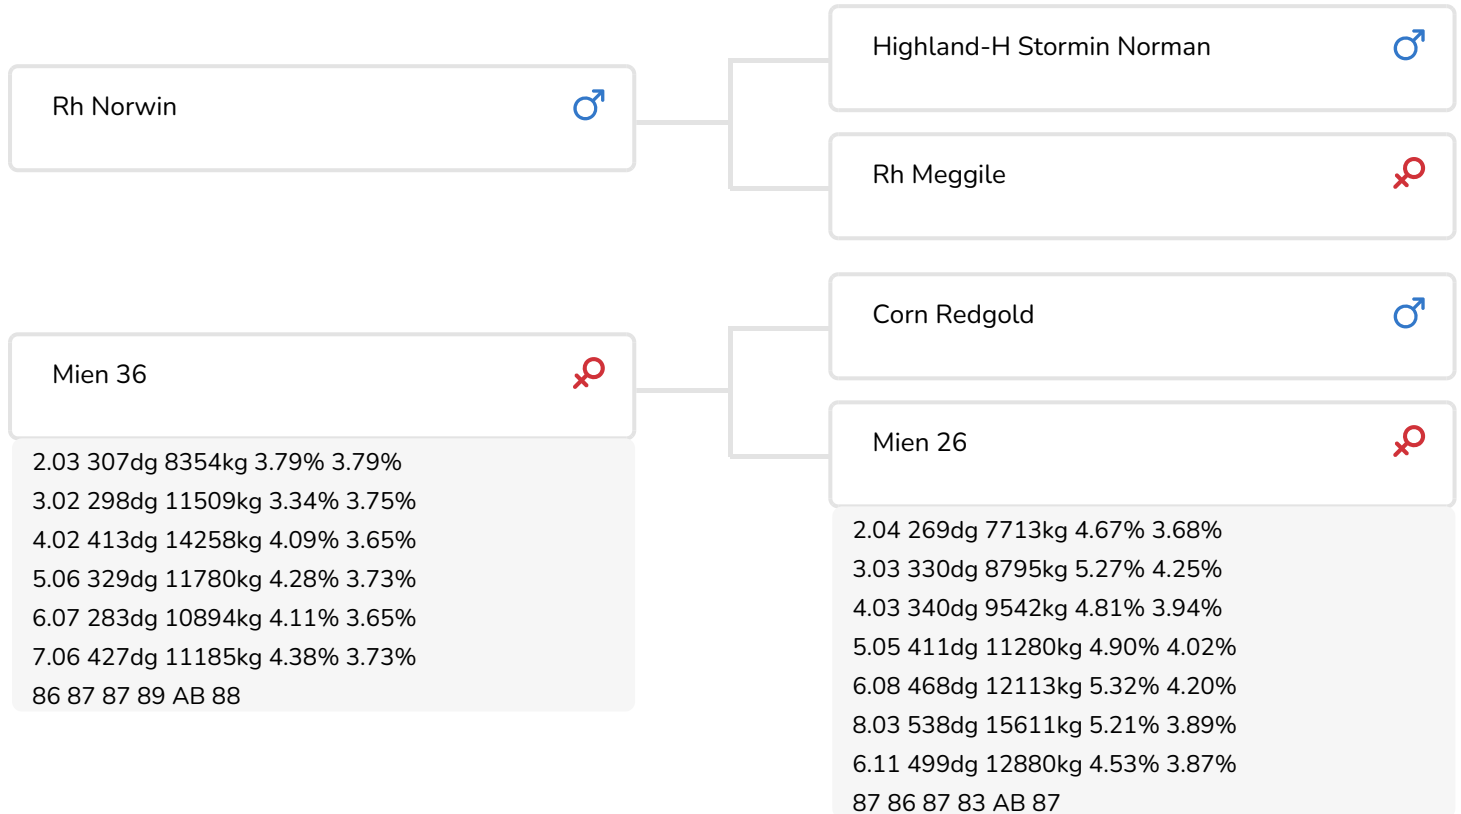 Rh Norwin
Highland-H Stormin Norman
Rh Meggile
Mien 36
2.03 307dg 8354kg 3.79% 3.79%
3.02 298dg 11509kg 3.34% 3.75%
4.02 413dg 14258kg 4.09% 3.65%
5.06 329dg 11780kg 4.28% 3.73%
6.07 283dg 10894kg 4.11% 3.65%
7.06 427dg 11185kg 4.38% 3.73%
86 87 87 89 AB 88
Corn Redgold
Mien 26
2.04 269dg 7713kg 4.67% 3.68%
3.03 330dg 8795kg 5.27% 4.25%
4.03 340dg 9542kg 4.81% 3.94%
5.05 411dg 11280kg 4.90% 4.02%
6.08 468dg 12113kg 5.32% 4.20%
8.03 538dg 15611kg 5.21% 3.89%
6.11 499dg 12880kg 4.53% 3.87%
87 86 87 83 AB 87